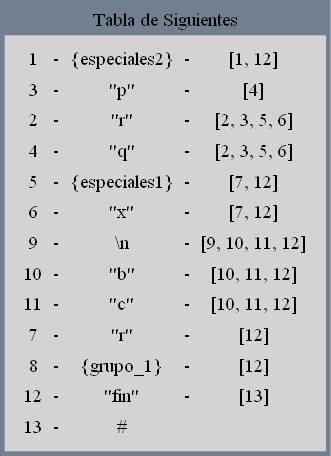 Tabla de Siguientes
1 - {especiales2} - [1, 12]
3 - "p" - [4]
2 - "r" - [2, 3, 5, 6]
4 - "q" - [2, 3, 5, 6]
5 - {especiales1} - [7, 12]
6 - "x" - [7, 12]
9 - \n - [9, 10, 11, 12]
10 - "b" - [10, 11, 12]
11 - "c" - [10, 11, 12]
7 - "r" - [12]
8 - {grupo_1} - [12]
12 - "fin" - [13]
13 - #